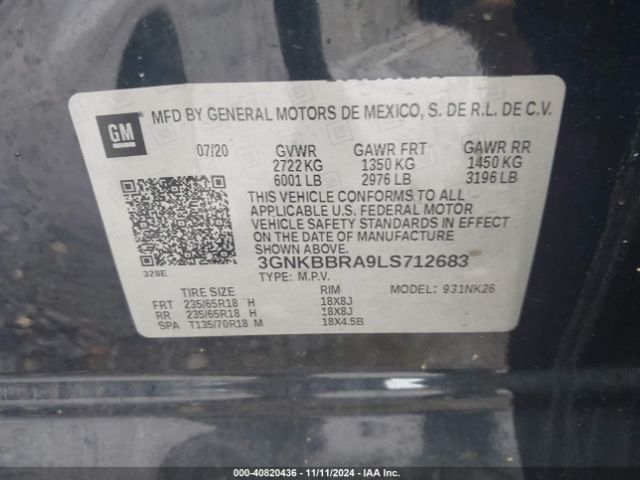 GM
MFD BY GENERAL MOTORS DE MEXICO, S. DE R.L. DE C.V.
07/20 GVWR GAWR FRT GAWR RR
2722 KG 1350 KG 1450 KG
6001 LB 2976 LB 3196 LB
THIS VEHICLE CONFORMS TO ALL
APPLICABLE U.S. FEDERAL MOTOR
VEHICLE SAFETY STANDARDS IN EFFECT
ON THE DATE OF MANUFACTURE
SHOWN ABOVE.
328E 3GNKBBRA9LS712683
TYPE: M.P.V. MODEL: 931NK26
TIRE SIZE RIM
FRT 235/65R18 H 18X8J
RR 235/65R18 H 18X8J
SPA T135/70R18 M 18X4.5B
000-40820436 - 11/11/2024 - IAA Inc.